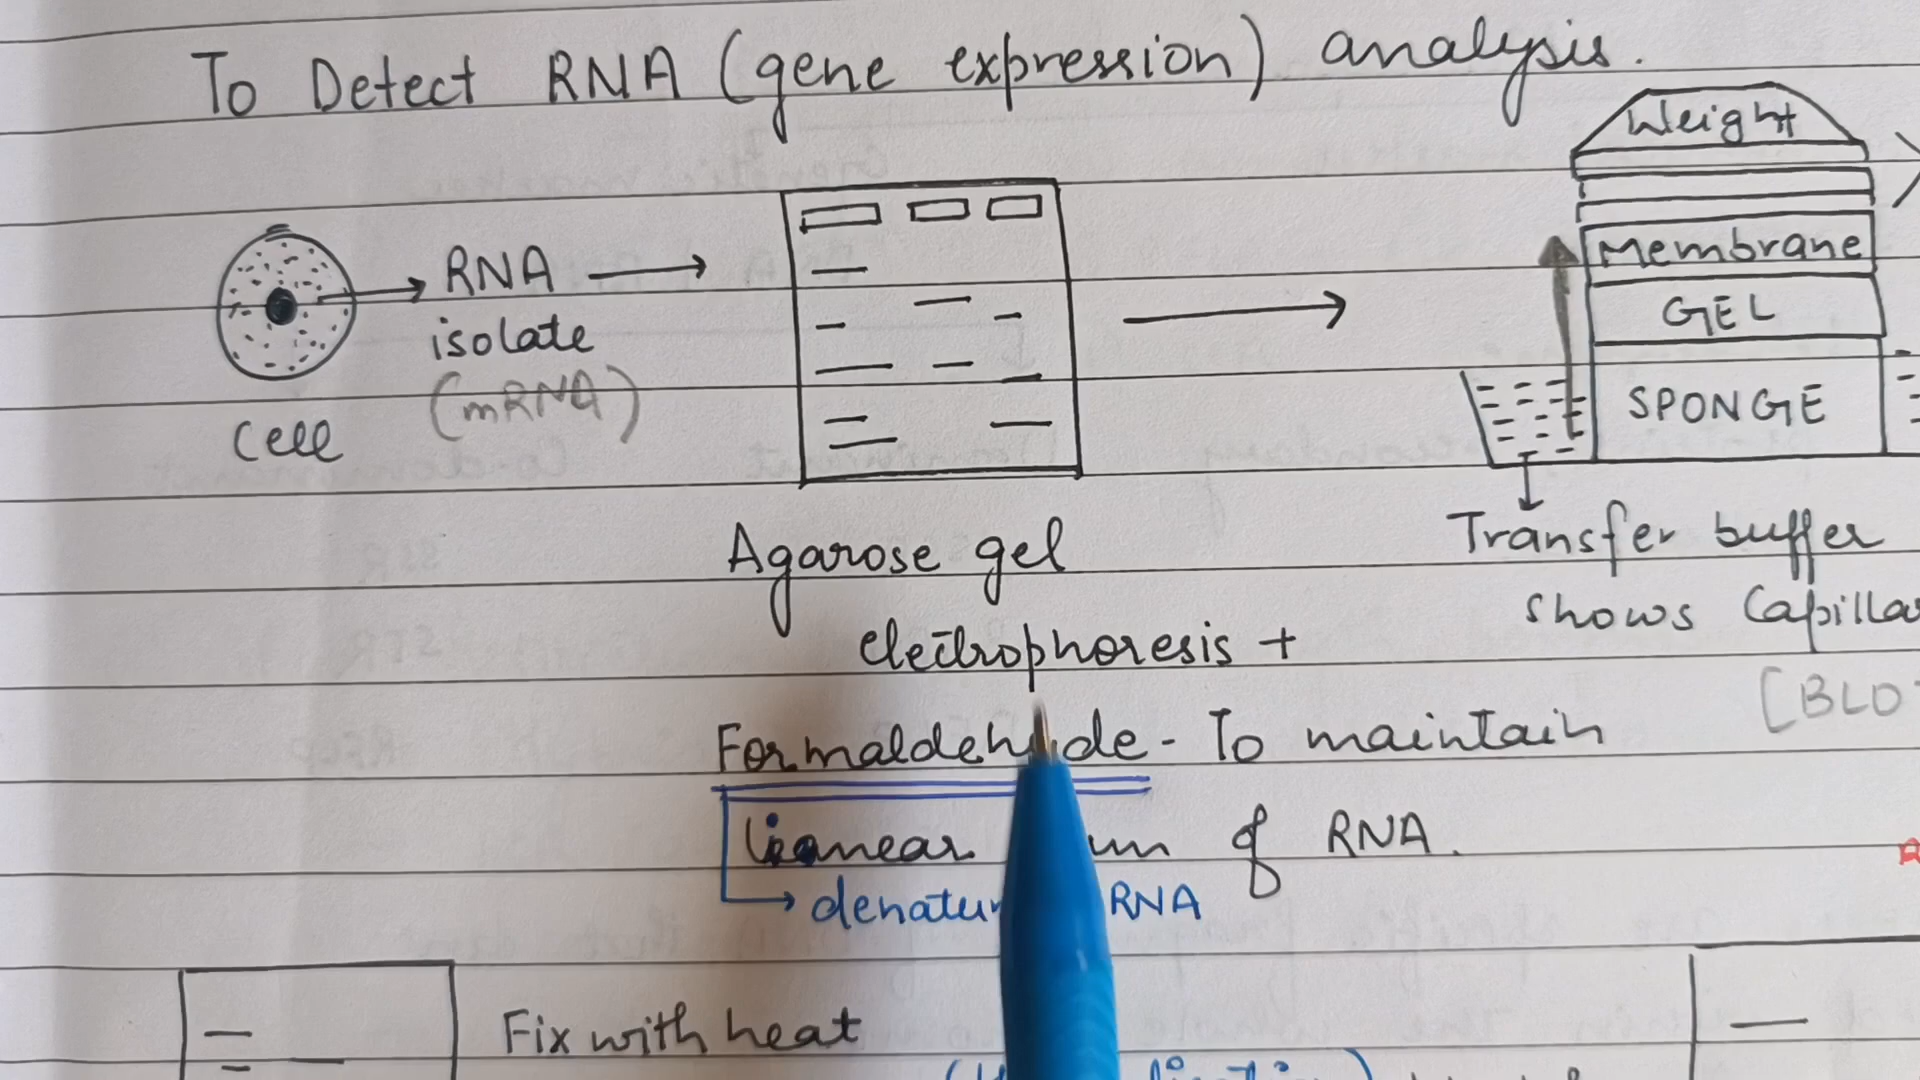 To Detect RNA (gene expression) analysis.
Weight
Membrane
GEL
SPONGE
RNA
isolate
(mRNA)
Cell
Agarose gel
electrophoresis +
Formaldehyde - To maintain
lianear of RNA.
RNA
Transfer buffer
shows
Fix with heat